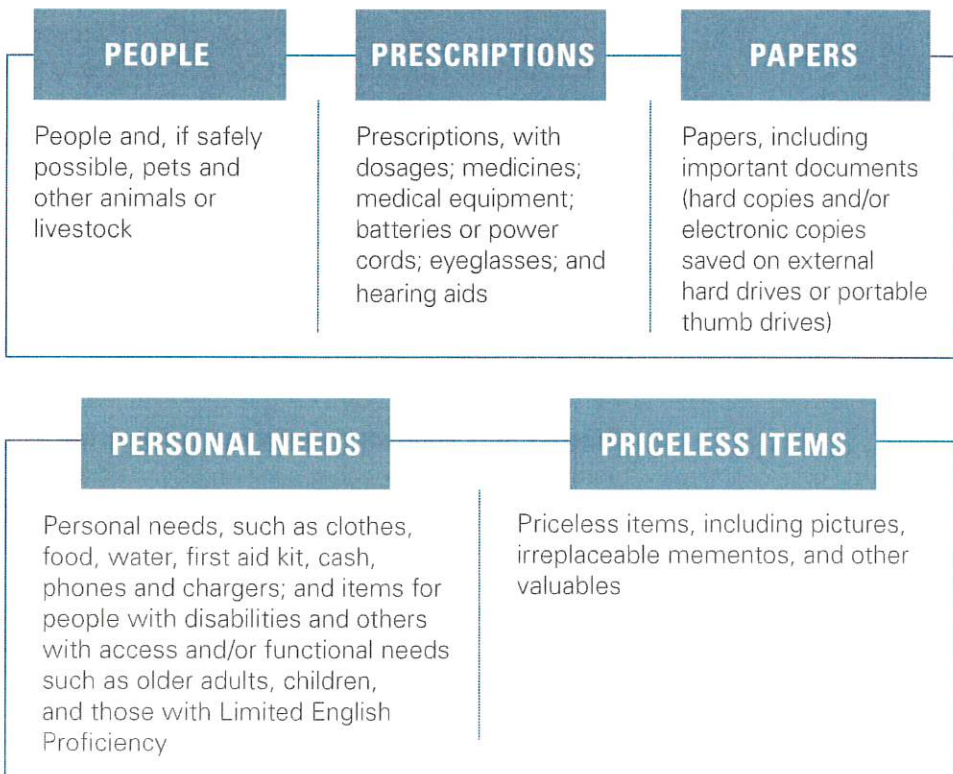 PEOPLE
People and, if safely
possible, pets and
other animals or
livestock
PRESCRIPTIONS
Prescriptions, with
dosages; medicines;
medical equipment;
batteries or power
cords; eyeglasses; and
hearing aids
PAPERS
Papers, including
important documents
(hard copies and/or
electronic copies
saved on external
hard drives or portable
thumb drives)
PERSONAL NEEDS
Personal needs, such as clothes,
food, water, first aid kit, cash,
phones and chargers; and items for
people with disabilities and others
with access and/or functional needs
such as older adults, children,
and those with Limited English
Proficiency
PRICELESS ITEMS
Priceless items, including pictures,
irreplaceable mementos, and other
valuables